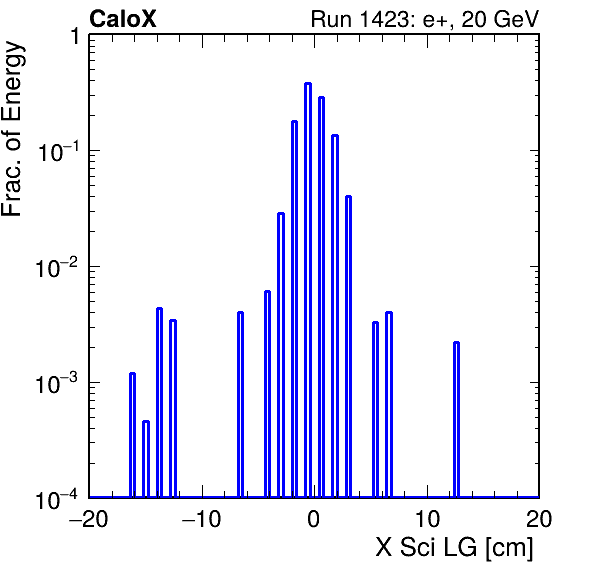 CaloX Run 1423: e+, 20 GeV
Frac. of Energy
1
10⁻¹
10⁻²
10⁻³
10⁻⁴
−20 −10 0 10 20
X Sci LG [cm]